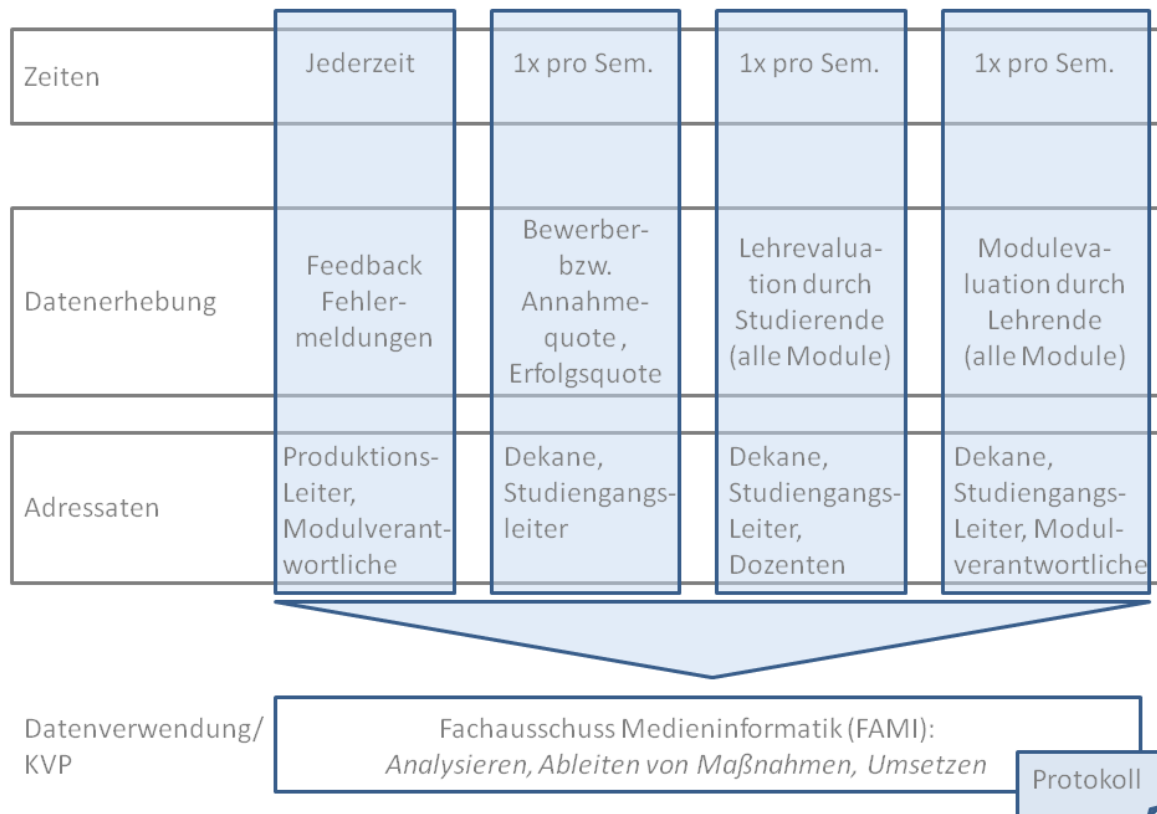 Zeiten
Jederzeit
1x pro Sem.
1x pro Sem.
1x pro Sem.
Datenerhebung
Feedback
Fehler-
meldungen
Bewerber-
bzw.
Annahme-
quote ,
Erfolgsquote
Lehrevalua-
tion durch
Studierende
(alle Module)
Moduleva-
luation durch
Lehrende
(alle Module)
Adressaten
Produktions-
Leiter,
Modulverant-
wortliche
Dekane,
Studiengangs-
leiter
Dekane,
Studiengangs-
Leiter,
Dozenten
Dekane,
Studiengangs-
Leiter, Modul-
verantwortliche
Datenverwendung/
KVP
Fachausschuss Medieninformatik (FAMI):
Analysieren, Ableiten von Maßnahmen, Umsetzen
Protokoll